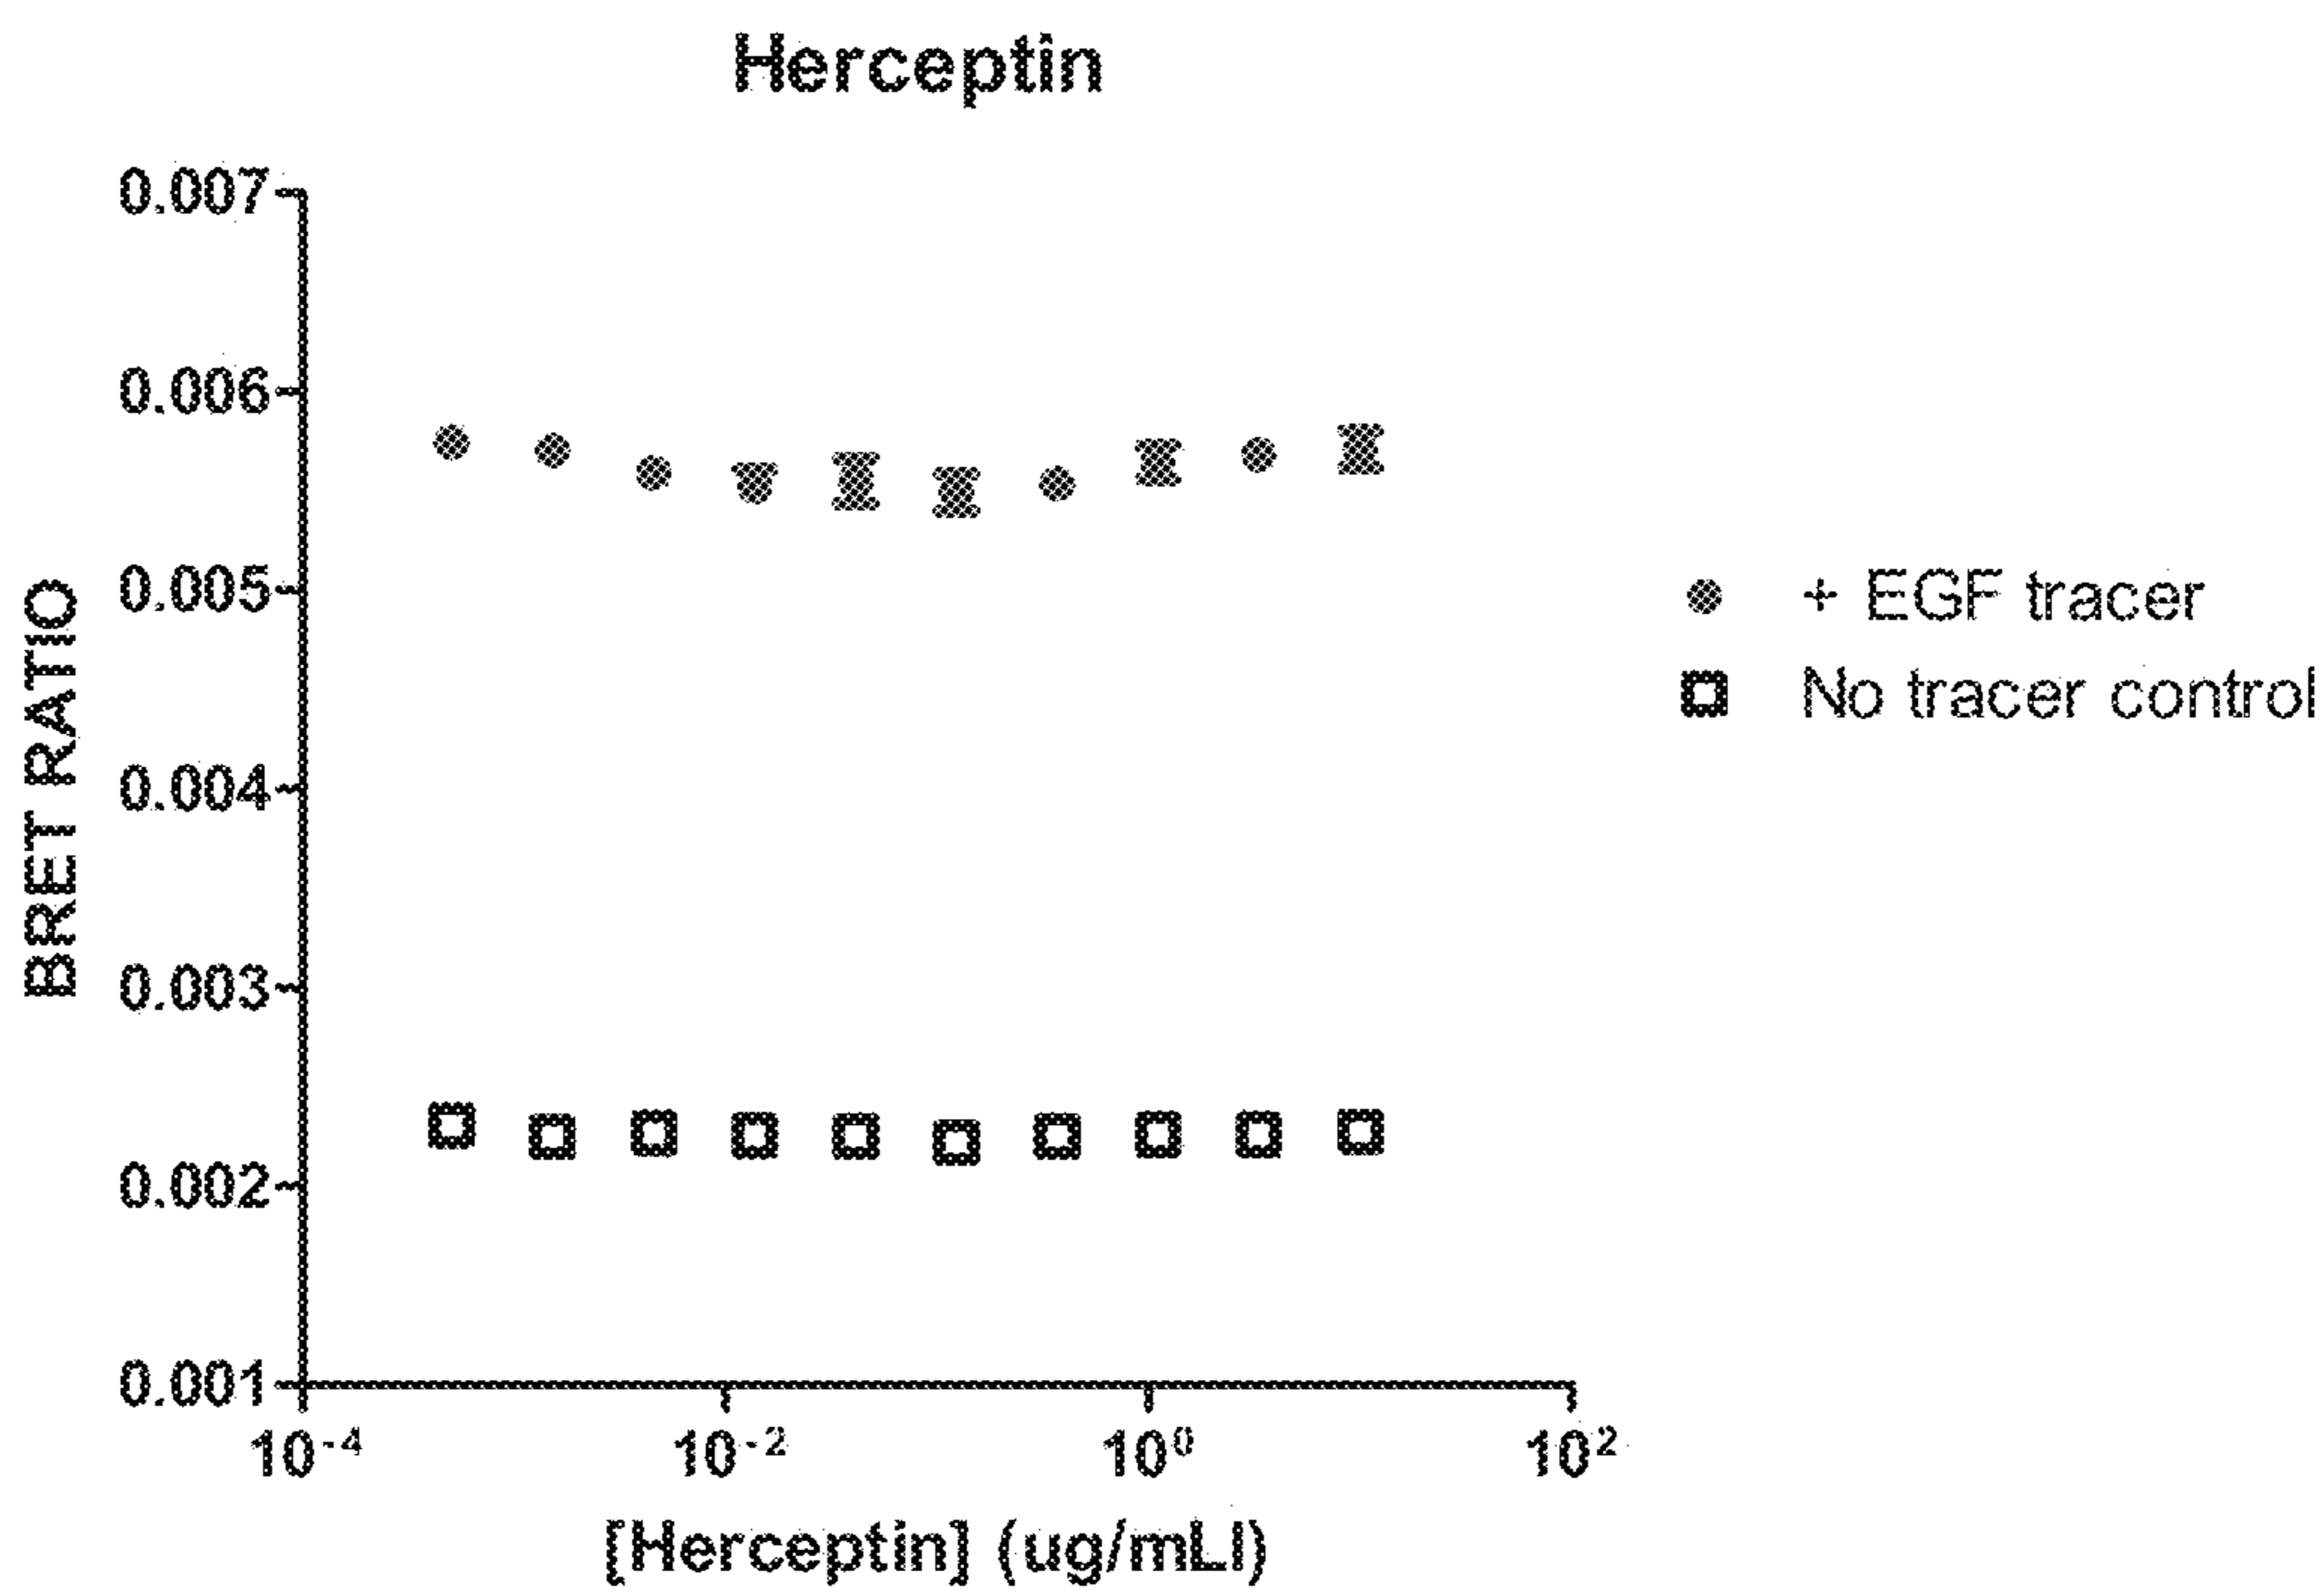 Herceptin
0.007
0.006
0.005
0.004
0.003
0.002
0.001
BRET RATIO
10⁻⁴ 10⁻² 10⁰ 10²
[Herceptin] (ug/mLl)
+ EGF tracer
No tracer control